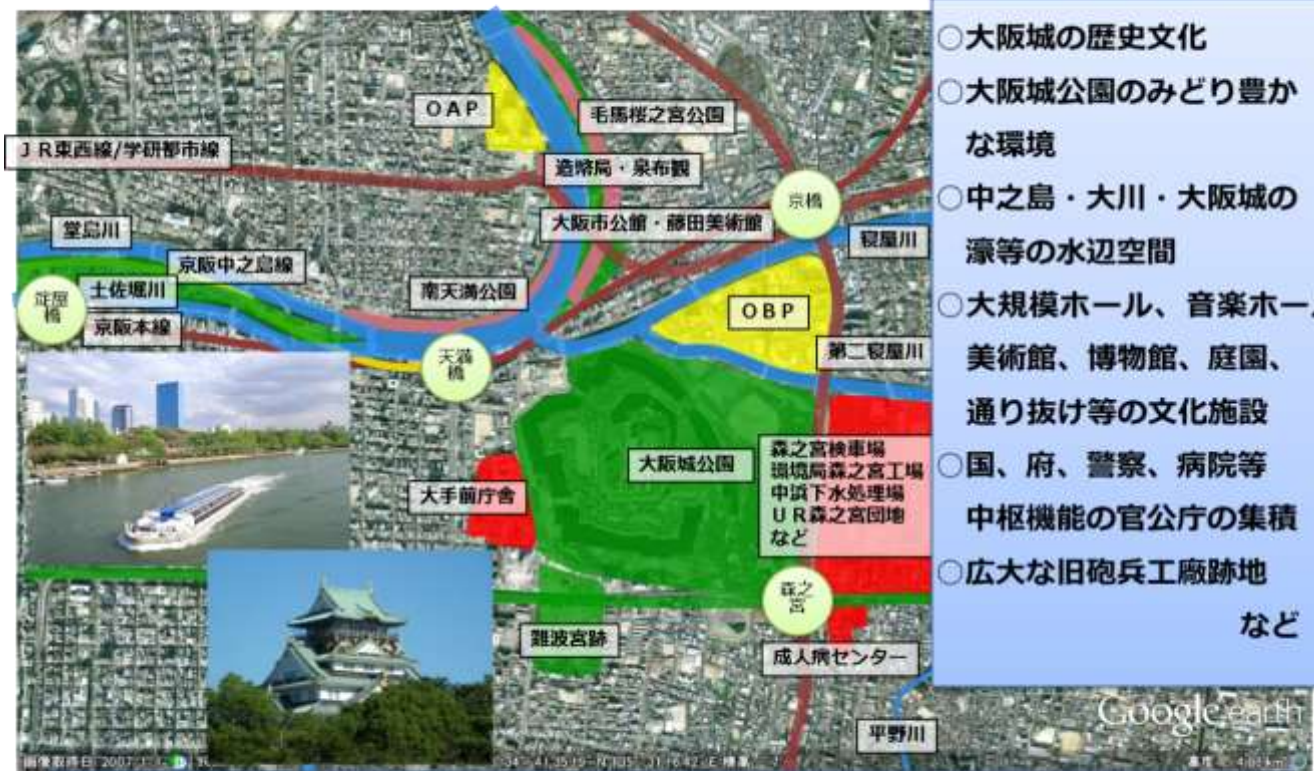 OAP
毛馬桜之宮公園
JR東西線/学研都市線
造幣局・泉布観
京橋
大阪市公館・藤田美術館
堂島川
寝屋川
京阪中之島線
淀屋
橋
土佐堀川
南天満公園
京阪本線
OBP
天満
橋
第二寝屋川
大阪城公園
森之宮検車場
環境局森之宮工場
中浜下水処理場
UR森之宮団地
など
大手前庁舎
森之
宮
難波宮跡
成人病センター
平野川
○大阪城の歴史文化
○大阪城公園のみどり豊か
な環境
○中之島・大川・大阪城の
濠等の水辺空間
○大規模ホール、音楽ホー
美術館、博物館、庭園、
通り抜け等の文化施設
○国、府、警察、病院等
中枢機能の官公庁の集積
○広大な旧砲兵工廠跡地
など
Google earth
画像取得日 2007